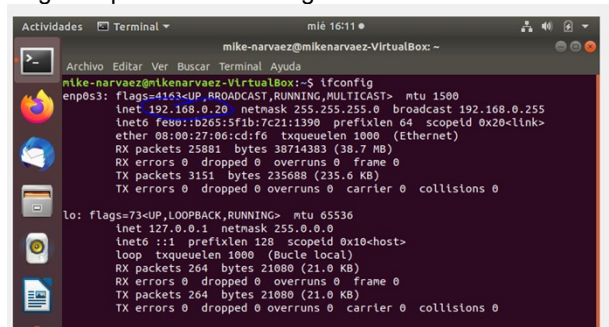 Actividades Terminal mié 16:11
mike-narvaez@mikenarvaez-VirtualBox: ~
Archivo Editar Ver Buscar Terminal Ayuda
mike-narvaez@mikenarvaez-VirtualBox:~$ ifconfig
enp0s3: flags=4163<UP,BROADCAST,RUNNING,MULTICAST> mtu 1500
inet 192.168.0.20 netmask 255.255.255.0 broadcast 192.168.0.255
inet6 fe80::b265:5f1b:7c21:1390 prefixlen 64 scopeid 0x20<link>
ether 08:00:27:06:cd:f6 txqueuelen 1000 (Ethernet)
RX packets 25881 bytes 38714383 (38.7 MB)
RX errors 0 dropped 0 overruns 0 frame 0
TX packets 3151 bytes 235688 (235.6 KB)
TX errors 0 dropped 0 overruns 0 carrier 0 collisions 0
lo: flags=73<UP,LOOPBACK,RUNNING> mtu 65536
inet 127.0.0.1 netmask 255.0.0.0
inet6 ::1 prefixlen 128 scopeid 0x10<host>
loop txqueuelen 1000 (Bucle local)
RX packets 264 bytes 21080 (21.0 KB)
RX errors 0 dropped 0 overruns 0 frame 0
TX packets 264 bytes 21080 (21.0 KB)
TX errors 0 dropped 0 overruns 0 carrier 0 collisions 0